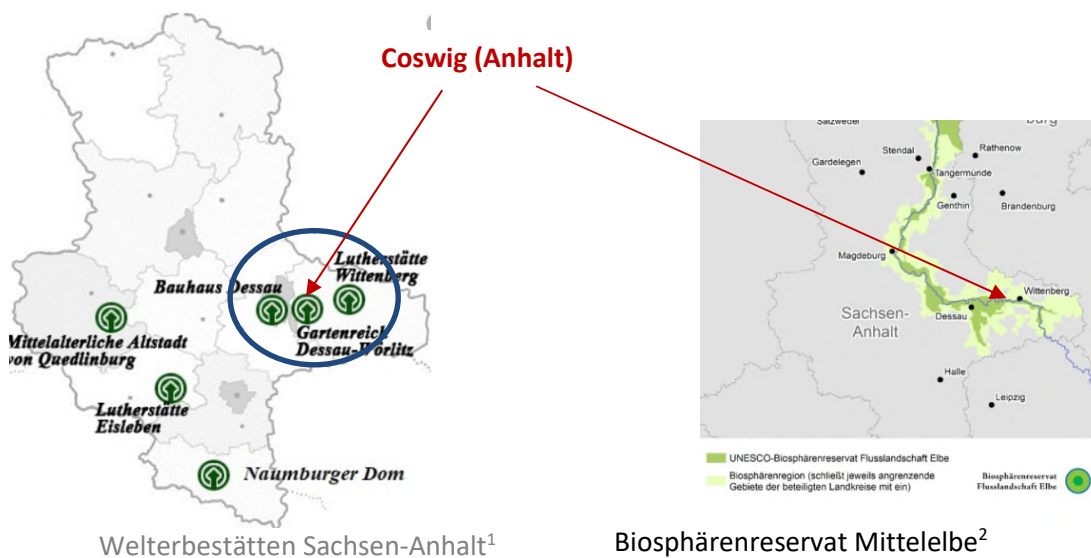 Coswig (Anhalt)
Lutherstätte
Wittenberg
Bauhaus Dessau
Gartenreich
Dessau-Wörlitz
Mittelalterliche Altstadt
von Quedlinburg
Lutherstätte
Eisleben
Naumburger Dom
Welterbestätten Sachsen-Anhalt¹
Salzwedel
burg
Stendal
Rathenow
Gardelegen
Tangermünde
Genthin
Brandenburg
Magdeburg
Wittenberg
Sachsen-
Anhalt
Dessau
Halle
Leipzig
UNESCO-Biosphärenreservat Flusslandschaft Elbe
Biosphärenregion (schließt jeweils angrenzende
Gebiete der beteiligten Landkreise mit ein)
Biosphärenreservat
Flusslandschaft Elbe
Biosphärenreservat Mittelelbe²